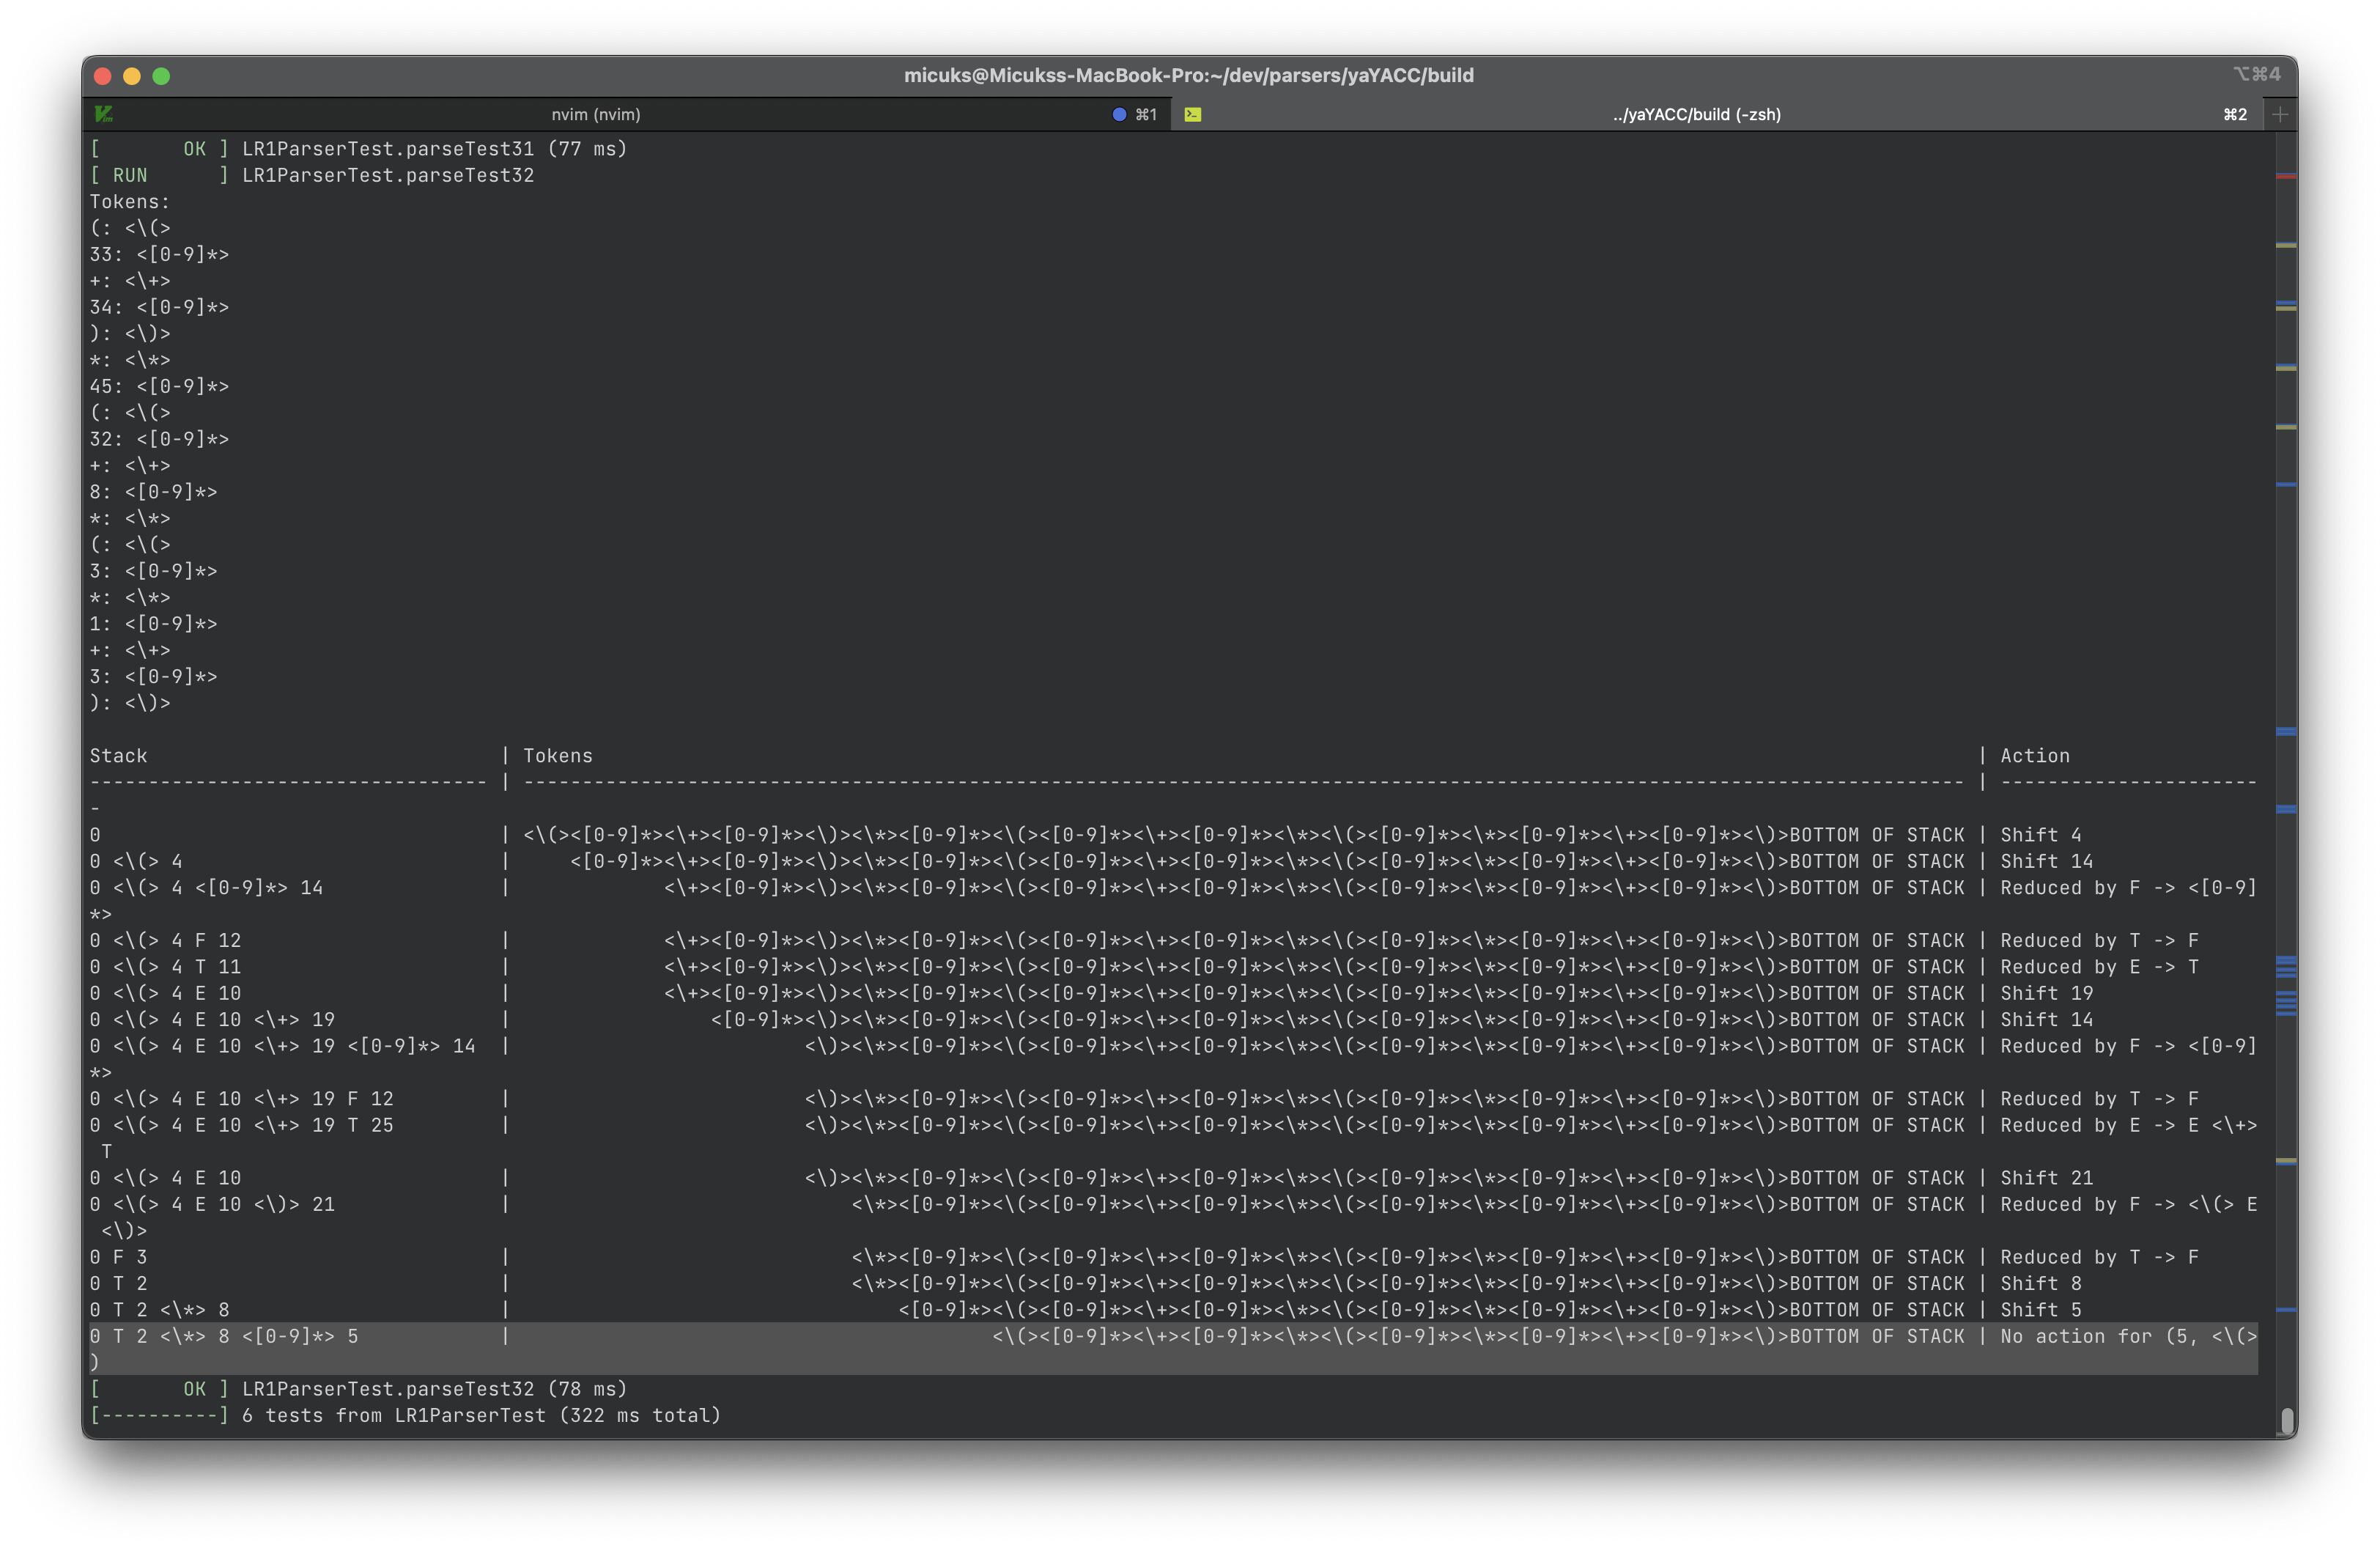 micuks@Micukss-MacBook-Pro:~/dev/parsers/yaYACC/build ⌥⌘4
nvim (nvim) ⌘1 ../yaYACC/build (-zsh) ⌘2
[       OK ] LR1ParserTest.parseTest31 (77 ms)
[ RUN      ] LR1ParserTest.parseTest32
Tokens:
(: <\(>
33: <[0-9]*>
+: <\+>
34: <[0-9]*>
): <\)>
*: <\*>
45: <[0-9]*>
(: <\(>
32: <[0-9]*>
+: <\+>
8: <[0-9]*>
*: <\*>
(: <\(>
3: <[0-9]*>
*: <\*>
1: <[0-9]*>
+: <\+>
3: <[0-9]*>
): <\)>
Stack | Tokens | Action
---------------------------------- | --------------------------------------------------------------------------------------------------------------------------- | ----------------------
-
0 | <\(><[0-9]*><\+><[0-9]*><\)><\*><[0-9]*><\(><[0-9]*><\+><[0-9]*><\*><\(><[0-9]*><\*><[0-9]*><\+><[0-9]*><\)>BOTTOM OF STACK | Shift 4
0 <\(> 4 | <[0-9]*><\+><[0-9]*><\)><\*><[0-9]*><\(><[0-9]*><\+><[0-9]*><\*><\(><[0-9]*><\*><[0-9]*><\+><[0-9]*><\)>BOTTOM OF STACK | Shift 14
0 <\(> 4 <[0-9]*> 14 | <\+><[0-9]*><\)><\*><[0-9]*><\(><[0-9]*><\+><[0-9]*><\*><\(><[0-9]*><\*><[0-9]*><\+><[0-9]*><\)>BOTTOM OF STACK | Reduced by F -> <[0-9]
*>
0 <\(> 4 F 12 | <\+><[0-9]*><\)><\*><[0-9]*><\(><[0-9]*><\+><[0-9]*><\*><\(><[0-9]*><\*><[0-9]*><\+><[0-9]*><\)>BOTTOM OF STACK | Reduced by T -> F
0 <\(> 4 T 11 | <\+><[0-9]*><\)><\*><[0-9]*><\(><[0-9]*><\+><[0-9]*><\*><\(><[0-9]*><\*><[0-9]*><\+><[0-9]*><\)>BOTTOM OF STACK | Reduced by E -> T
0 <\(> 4 E 10 | <\+><[0-9]*><\)><\*><[0-9]*><\(><[0-9]*><\+><[0-9]*><\*><\(><[0-9]*><\*><[0-9]*><\+><[0-9]*><\)>BOTTOM OF STACK | Shift 19
0 <\(> 4 E 10 <\+> 19 | <[0-9]*><\)><\*><[0-9]*><\(><[0-9]*><\+><[0-9]*><\*><\(><[0-9]*><\*><[0-9]*><\+><[0-9]*><\)>BOTTOM OF STACK | Shift 14
0 <\(> 4 E 10 <\+> 19 <[0-9]*> 14 | <\)><\*><[0-9]*><\(><[0-9]*><\+><[0-9]*><\*><\(><[0-9]*><\*><[0-9]*><\+><[0-9]*><\)>BOTTOM OF STACK | Reduced by F -> <[0-9]
*>
0 <\(> 4 E 10 <\+> 19 F 12 | <\)><\*><[0-9]*><\(><[0-9]*><\+><[0-9]*><\*><\(><[0-9]*><\*><[0-9]*><\+><[0-9]*><\)>BOTTOM OF STACK | Reduced by T -> F
0 <\(> 4 E 10 <\+> 19 T 25 | <\)><\*><[0-9]*><\(><[0-9]*><\+><[0-9]*><\*><\(><[0-9]*><\*><[0-9]*><\+><[0-9]*><\)>BOTTOM OF STACK | Reduced by E -> E <\+>
 T
0 <\(> 4 E 10 | <\)><\*><[0-9]*><\(><[0-9]*><\+><[0-9]*><\*><\(><[0-9]*><\*><[0-9]*><\+><[0-9]*><\)>BOTTOM OF STACK | Shift 21
0 <\(> 4 E 10 <\)> 21 | <\*><[0-9]*><\(><[0-9]*><\+><[0-9]*><\*><\(><[0-9]*><\*><[0-9]*><\+><[0-9]*><\)>BOTTOM OF STACK | Reduced by F -> <\(> E
 <\)>
0 F 3 | <\*><[0-9]*><\(><[0-9]*><\+><[0-9]*><\*><\(><[0-9]*><\*><[0-9]*><\+><[0-9]*><\)>BOTTOM OF STACK | Reduced by T -> F
0 T 2 | <\*><[0-9]*><\(><[0-9]*><\+><[0-9]*><\*><\(><[0-9]*><\*><[0-9]*><\+><[0-9]*><\)>BOTTOM OF STACK | Shift 8
0 T 2 <\*> 8 | <[0-9]*><\(><[0-9]*><\+><[0-9]*><\*><\(><[0-9]*><\*><[0-9]*><\+><[0-9]*><\)>BOTTOM OF STACK | Shift 5
0 T 2 <\*> 8 <[0-9]*> 5 | <\(><[0-9]*><\+><[0-9]*><\*><\(><[0-9]*><\*><[0-9]*><\+><[0-9]*><\)>BOTTOM OF STACK | No action for (5, <\(>
)
[       OK ] LR1ParserTest.parseTest32 (78 ms)
[----------] 6 tests from LR1ParserTest (322 ms total)